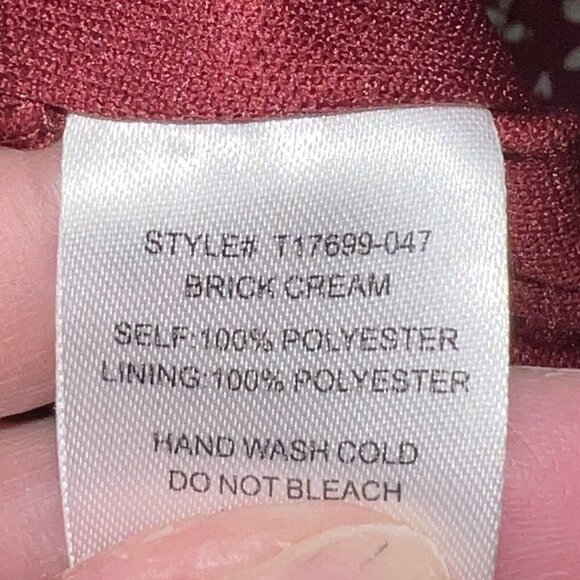 STYLE# T17699-047
BRICK CREAM
SELF:100% POLYESTER
LINING:100% POLYESTER
HAND WASH COLD
DO NOT BLEACH